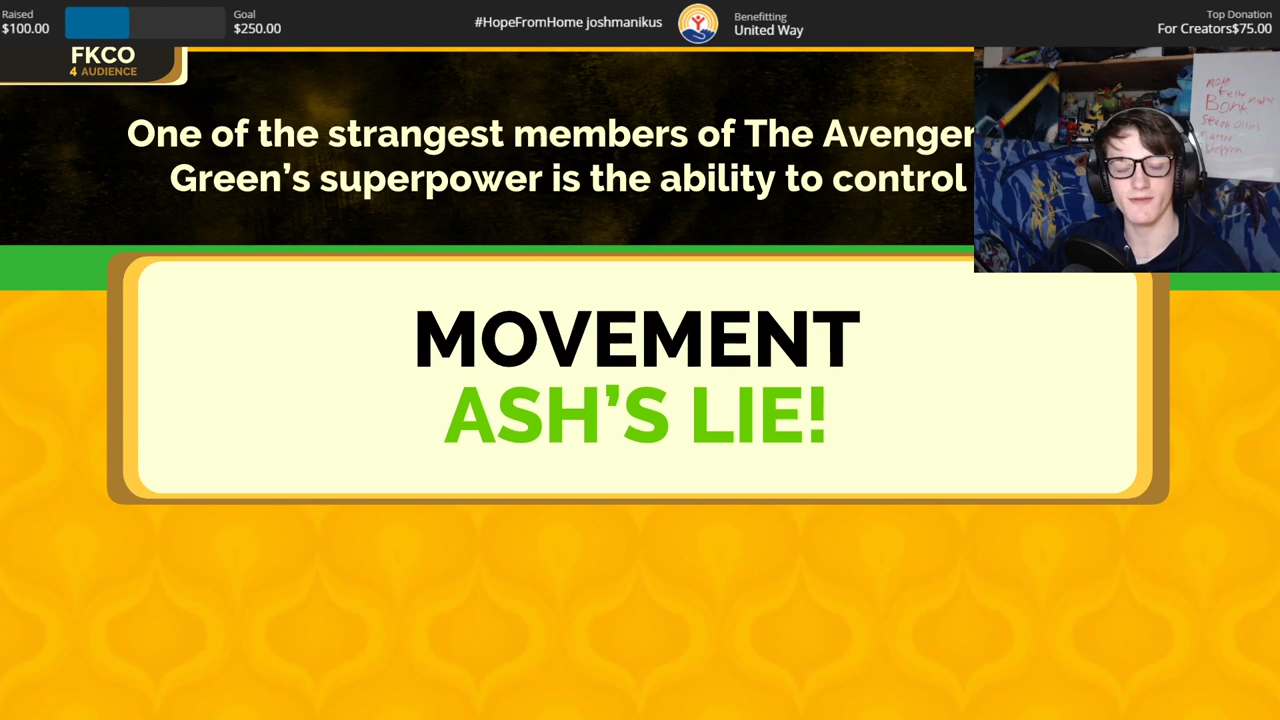 Raised
$100.00
Goal
$250.00
#HopeFromHome joshmanikus
Benefitting
United Way
Top Donation
For Creators$75.00
FKCO
4 AUDIENCE
One of the strangest members of The Avenger
Green’s superpower is the ability to control
MOVEMENT
ASH’S LIE!
Bonk